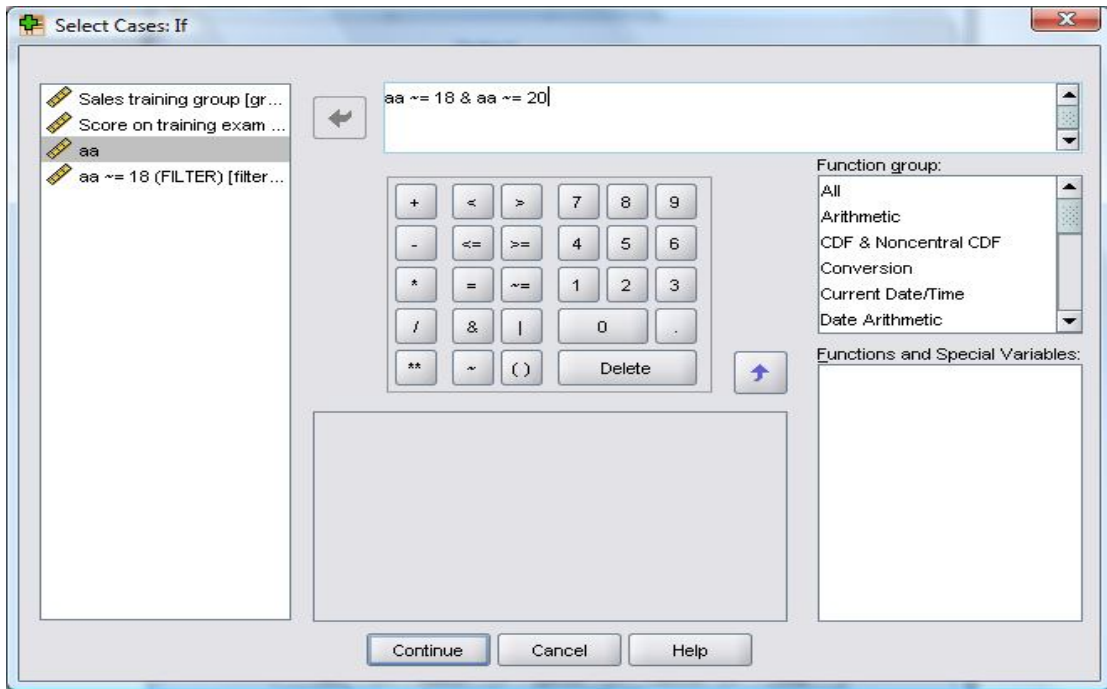 Select Cases: If
Sales training group [gr...
Score on training exam ...
aa
aa ~= 18 (FILTER) [filter...
aa ~= 18 & aa ~= 20
+ < > 7 8 9
- <= >= 4 5 6
* = ~= 1 2 3
/ & | 0 .
** ~ ( ) Delete
Function group:
All
Arithmetic
CDF & Noncentral CDF
Conversion
Current Date/Time
Date Arithmetic
Functions and Special Variables:
Continue Cancel Help